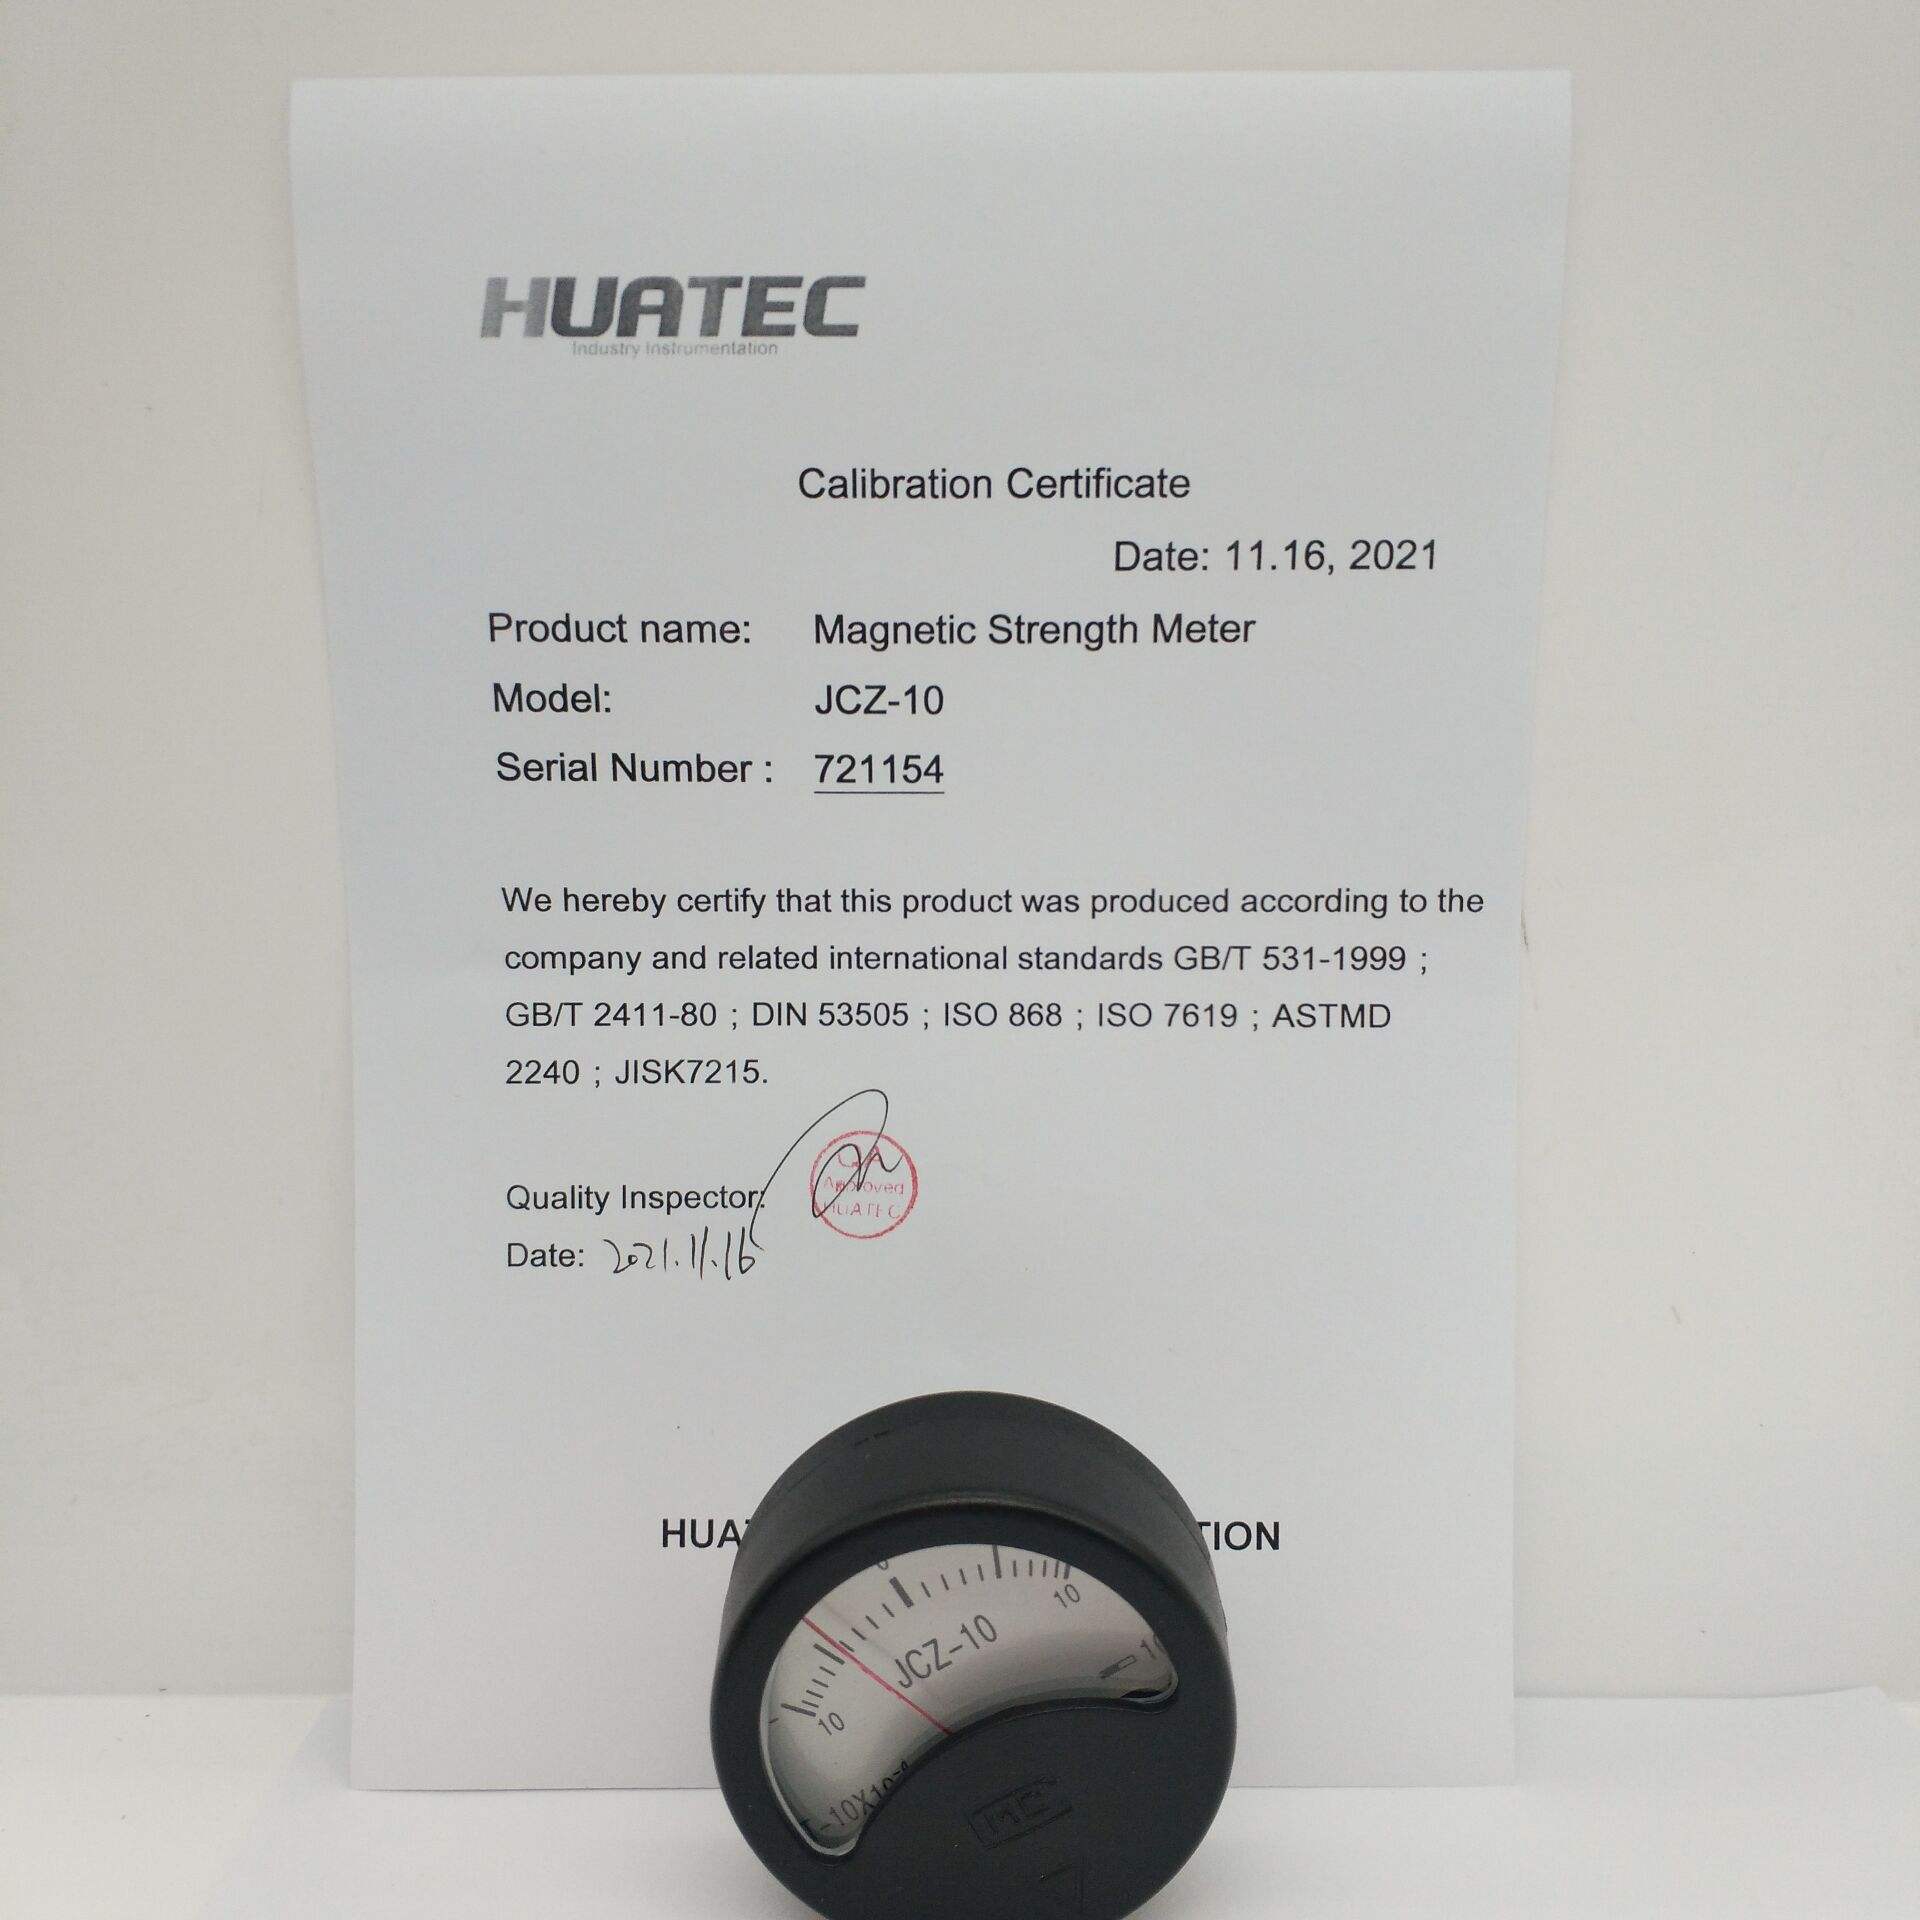 HUATEC
Industry Instrumentation
Calibration Certificate
Date: 11.16, 2021
Product name: Magnetic Strength Meter
Model: JCZ-10
Serial Number : 721154
We hereby certify that this product was produced according to the
company and related international standards GB/T 531-1999 ;
GB/T 2411-80 ; DIN 53505 ; ISO 868 ; ISO 7619 ; ASTMD
2240 ; JISK7215.
QA
Approved
HUATEC
Quality Inspector:
Date: 2021.11.16
0
10
10
JCZ-10